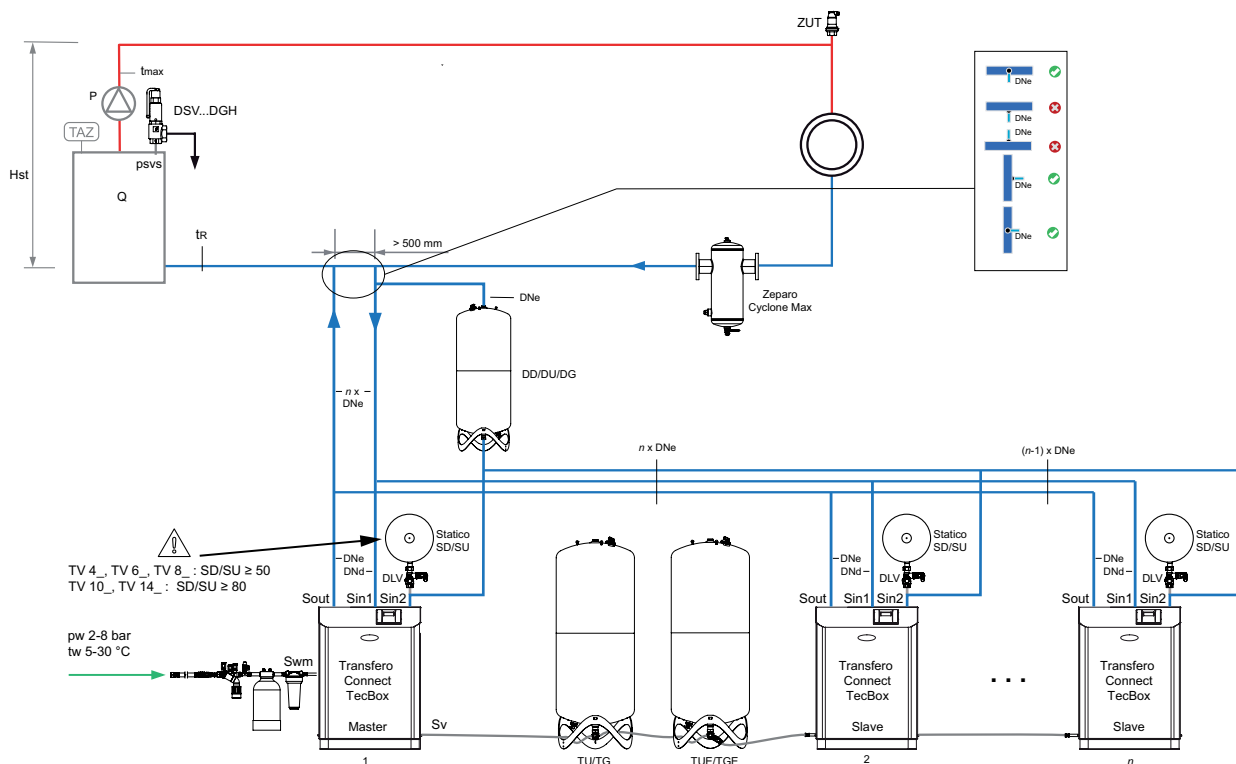 ZUT
tmax
P
DSV...DGH
TAZ
psvs
Hst
Q
tR
> 500 mm
DNe
DNe
DNe
DNe
DNe
Zeparo
Cyclone Max
DNe
DD/DU/DG
n x
DNe
n x DNe
(n-1) x DNe
Statico
SD/SU
Statico
SD/SU
Statico
SD/SU
TV 4_, TV 6_, TV 8_ : SD/SU ≥ 50
TV 10_, TV 14_ : SD/SU ≥ 80
DNe
DNd
DLV
DNe
DNd
DLV
DNe
DNd
DLV
Sout Sin1 Sin2
Sout Sin1 Sin2
Sout Sin1 Sin2
pw 2-8 bar
tw 5-30 °C
Swm
Transfero
Connect
TecBox
Master
Sv
Transfero
Connect
TecBox
Slave
. . .
Transfero
Connect
TecBox
Slave
1
TU/TG
TUE/TGE
2
n